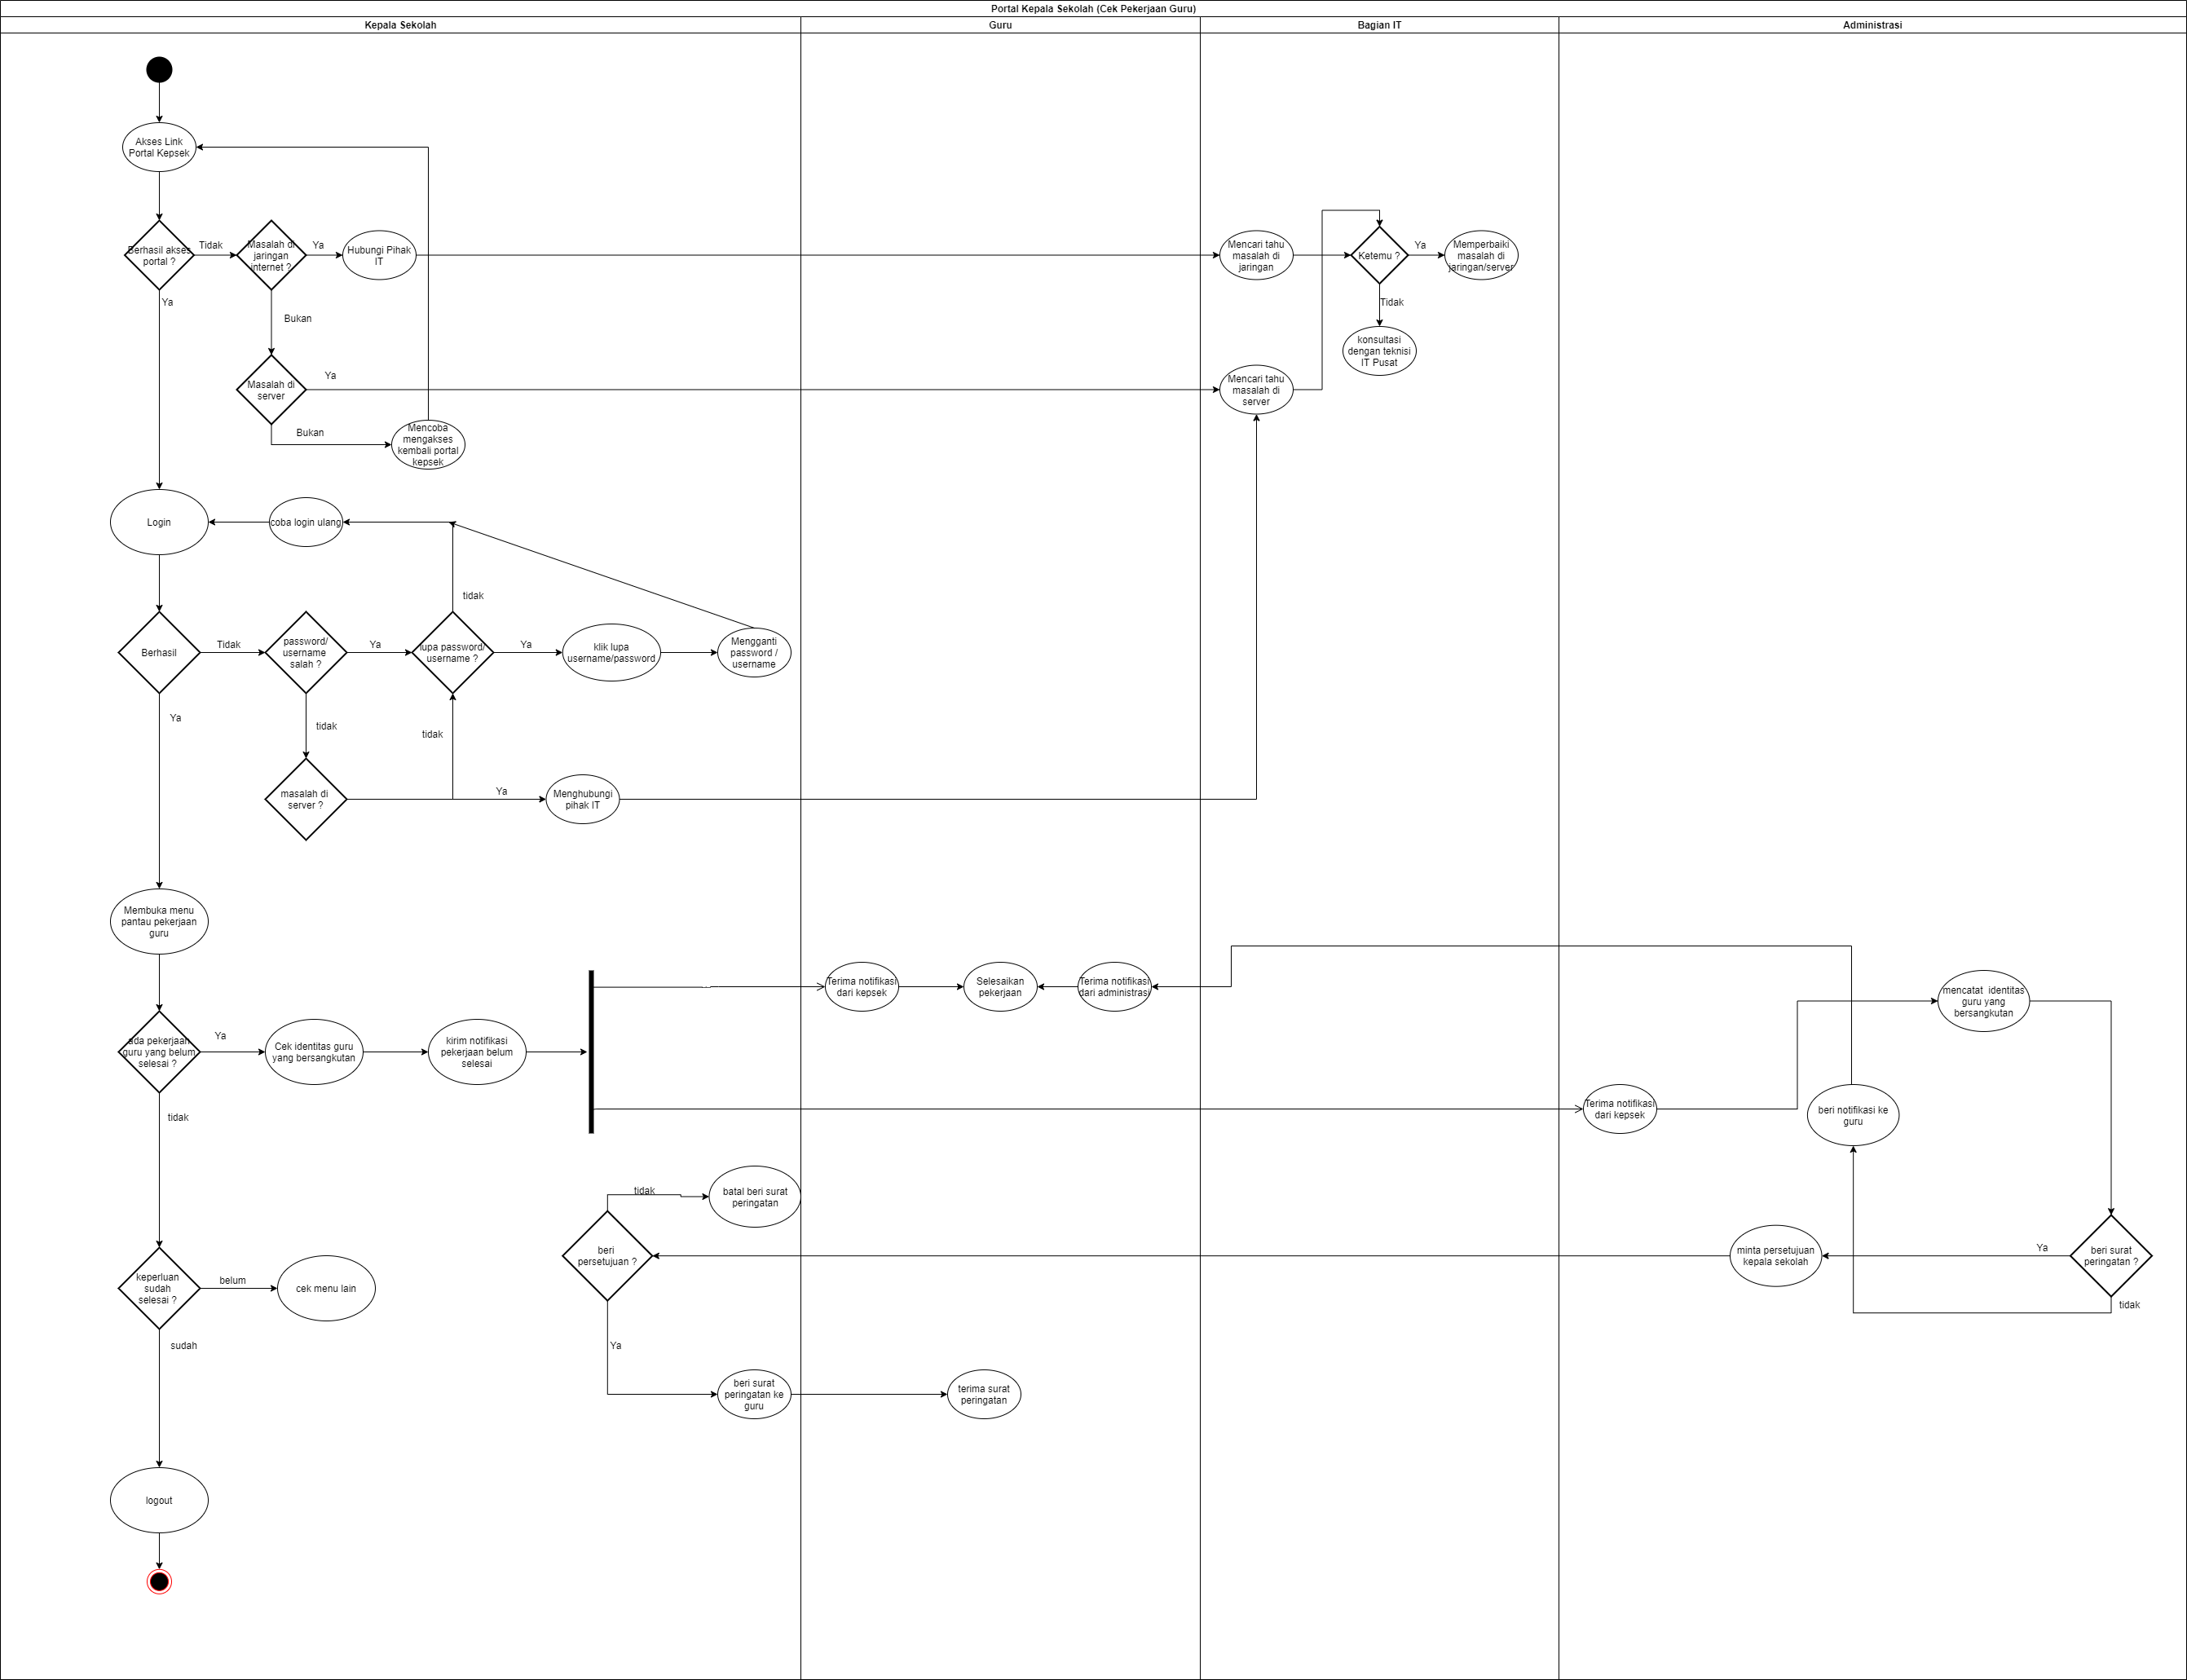 Portal Kepala Sekolah (Cek Pekerjaan Guru)
Kepala Sekolah
Guru
Bagian IT
Administrasi
Akses Link
Portal Kepsek
Berhasil akses
portal ?
Tidak
Masalah di
jaringan
internet ?
Ya
Hubungi Pihak
IT
Mencari tahu
masalah di
jaringan
Ketemu ?
Ya
Memperbaiki
masalah di
jaringan/server
Ya
Bukan
Tidak
konsultasi
dengan teknisi
IT Pusat
Masalah di
server
Ya
Mencari tahu
masalah di
server
Bukan
Mencoba
mengakses
kembali portal
kepsek
Login
coba login ulang
tidak
Berhasil
Tidak
password/
username
salah ?
Ya
lupa password/
username ?
Ya
klik lupa
username/password
Mengganti
password /
username
Ya
tidak
tidak
masalah di
server ?
Ya
Menghubungi
pihak IT
Membuka menu
pantau pekerjaan
guru
Terima notifikasi
dari kepsek
Selesaikan
pekerjaan
Terima notifikasi
dari administrasi
mencatat  identitas
guru yang
bersangkutan
ada pekerjaan
guru yang belum
selesai ?
Ya
Cek identitas guru
yang bersangkutan
kirim notifikasi
pekerjaan belum
selesai
tidak
Terima notifikasi
dari kepsek
beri notifikasi ke
guru
tidak
batal beri surat
peringatan
beri
persetujuan ?
minta persetujuan
kepala sekolah
Ya
beri surat
peringatan ?
tidak
keperluan
sudah
selesai ?
belum
cek menu lain
sudah
Ya
beri surat
peringatan ke
guru
terima surat
peringatan
logout